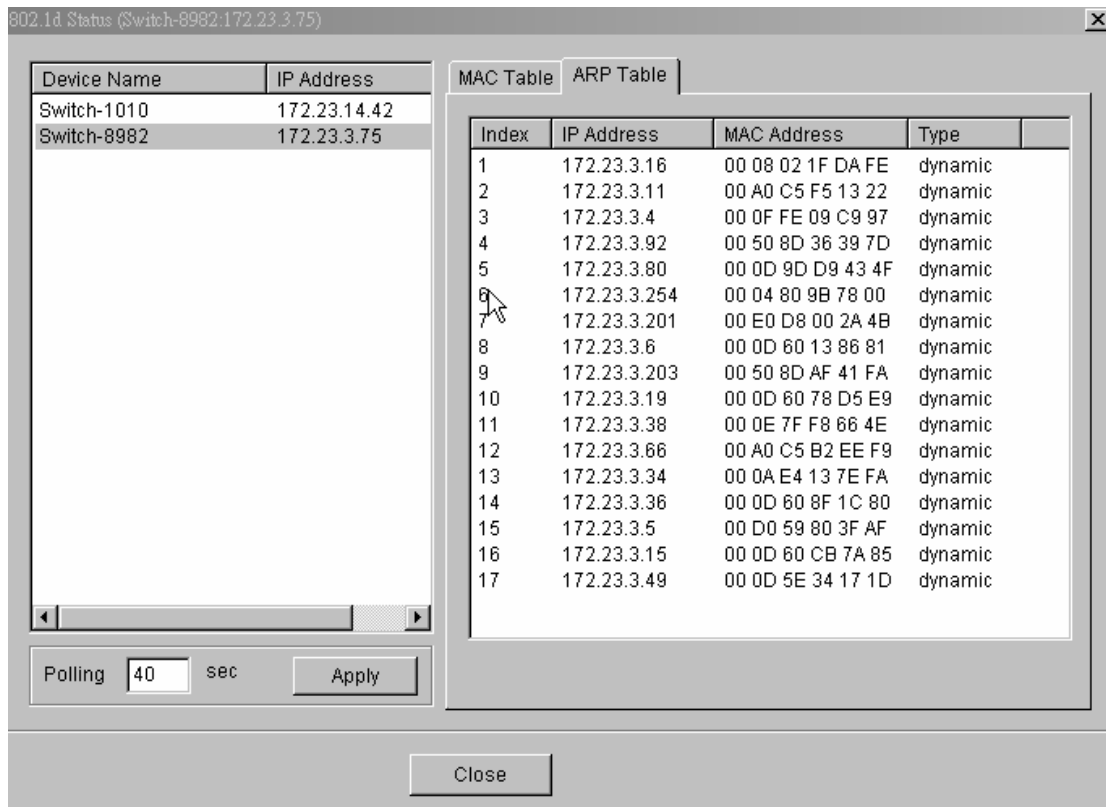 802.1d Status (Switch-8982:172.23.3.75)
Device Name IP Address
Switch-1010 172.23.14.42
Switch-8982 172.23.3.75
MAC Table ARP Table
Index IP Address MAC Address Type
1 172.23.3.16 00 08 02 1F DA FE dynamic
2 172.23.3.11 00 A0 C5 F5 13 22 dynamic
3 172.23.3.4 00 0F FE 09 C9 97 dynamic
4 172.23.3.92 00 50 8D 36 39 7D dynamic
5 172.23.3.80 00 0D 9D D9 43 4F dynamic
6 172.23.3.254 00 04 80 9B 78 00 dynamic
7 172.23.3.201 00 E0 D8 00 2A 4B dynamic
8 172.23.3.6 00 0D 60 13 86 81 dynamic
9 172.23.3.203 00 50 8D AF 41 FA dynamic
10 172.23.3.19 00 0D 60 78 D5 E9 dynamic
11 172.23.3.38 00 0E 7F F8 66 4E dynamic
12 172.23.3.66 00 A0 C5 B2 EE F9 dynamic
13 172.23.3.34 00 0A E4 13 7E FA dynamic
14 172.23.3.36 00 0D 60 8F 1C 80 dynamic
15 172.23.3.5 00 D0 59 80 3F AF dynamic
16 172.23.3.15 00 0D 60 CB 7A 85 dynamic
17 172.23.3.49 00 0D 5E 34 17 1D dynamic
Polling 40 sec Apply
Close